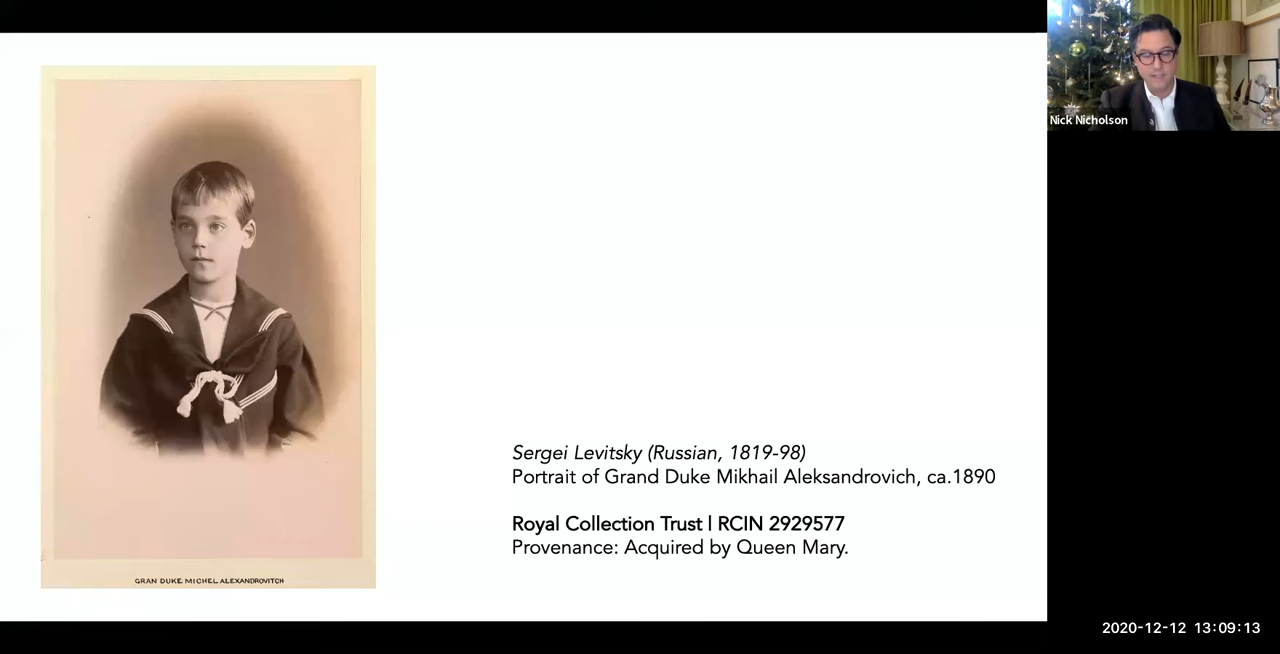 Nick Nicholson
Sergei Levitsky (Russian, 1819-98)
Portrait of Grand Duke Mikhail Aleksandrovich, ca.1890
Royal Collection Trust | RCIN 2929577
Provenance: Acquired by Queen Mary.
GRAN DUKE MICHEL ALEXANDROVITCH
2020-12-12 13:09:13